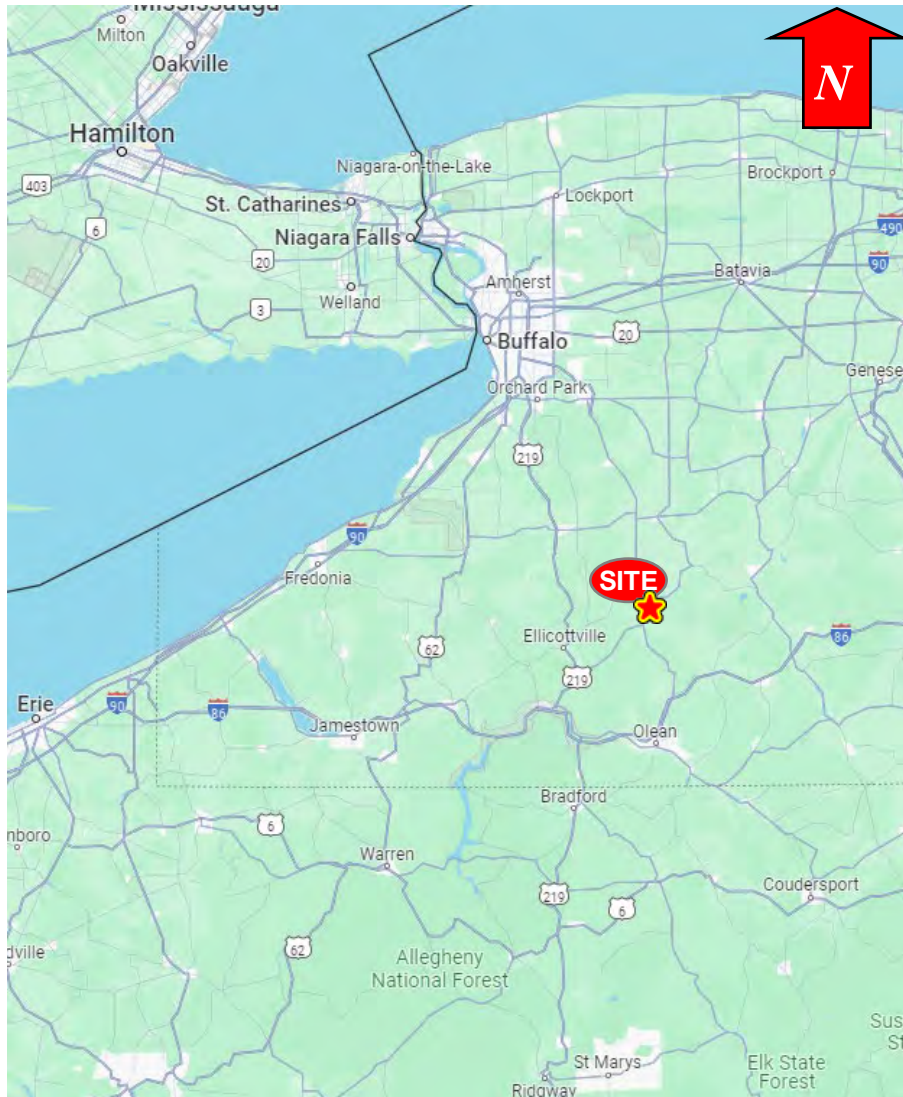 Mississauga
Milton
Oakville
N
Hamilton
Niagara-on-the-Lake
Brockport
403
Lockport
St. Catharines
490
6
Niagara Falls
20
90
Batavia
Amherst
Welland
3
20
Buffalo
Genese
Orchard Park
219
90
SITE
Fredonia
86
Ellicottville
62
219
Erie
90
86
Jamestown
Olean
Bradford
6
nboro
Warren
Coudersport
219
6
62
dville
Allegheny
National Forest
Sus
St
St Marys
Elk State
Forest
Ridgway